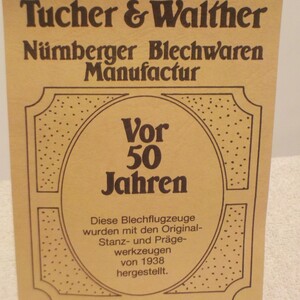 Tucher & Walther
Nürnberger Blechwaren
Manufactur
Vor
50
Jahren
Diese Blechflugzeuge
wurden mit den Original-
Stanz- und Präge-
werkzeugen
von 1938
hergestellt.